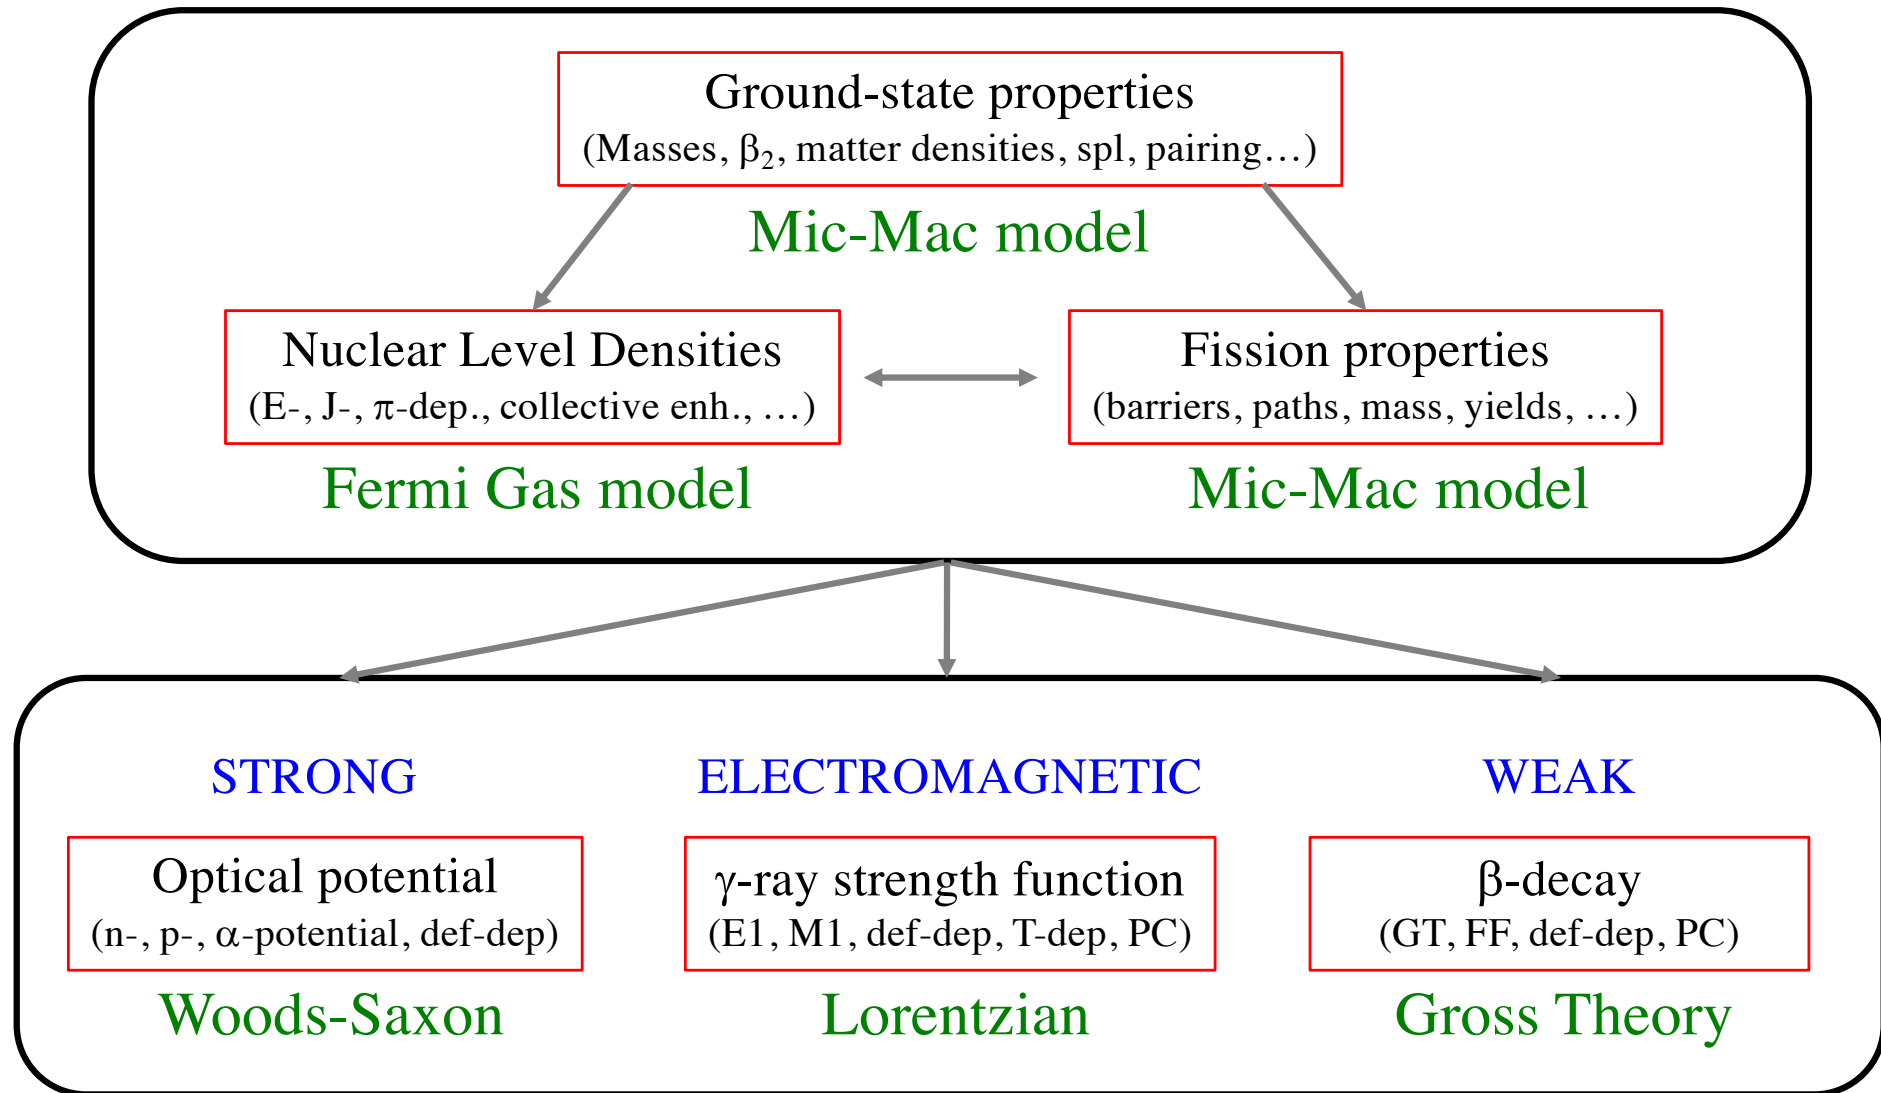 Ground-state properties
(Masses, β₂, matter densities, spl, pairing…)
Mic-Mac model
Nuclear Level Densities
(E-, J-, π-dep., collective enh., …)
Fermi Gas model
Fission properties
(barriers, paths, mass, yields, …)
Mic-Mac model
STRONG
ELECTROMAGNETIC
WEAK
Optical potential
(n-, p-, α-potential, def-dep)
Woods-Saxon
γ-ray strength function
(E1, M1, def-dep, T-dep, PC)
Lorentzian
β-decay
(GT, FF, def-dep, PC)
Gross Theory